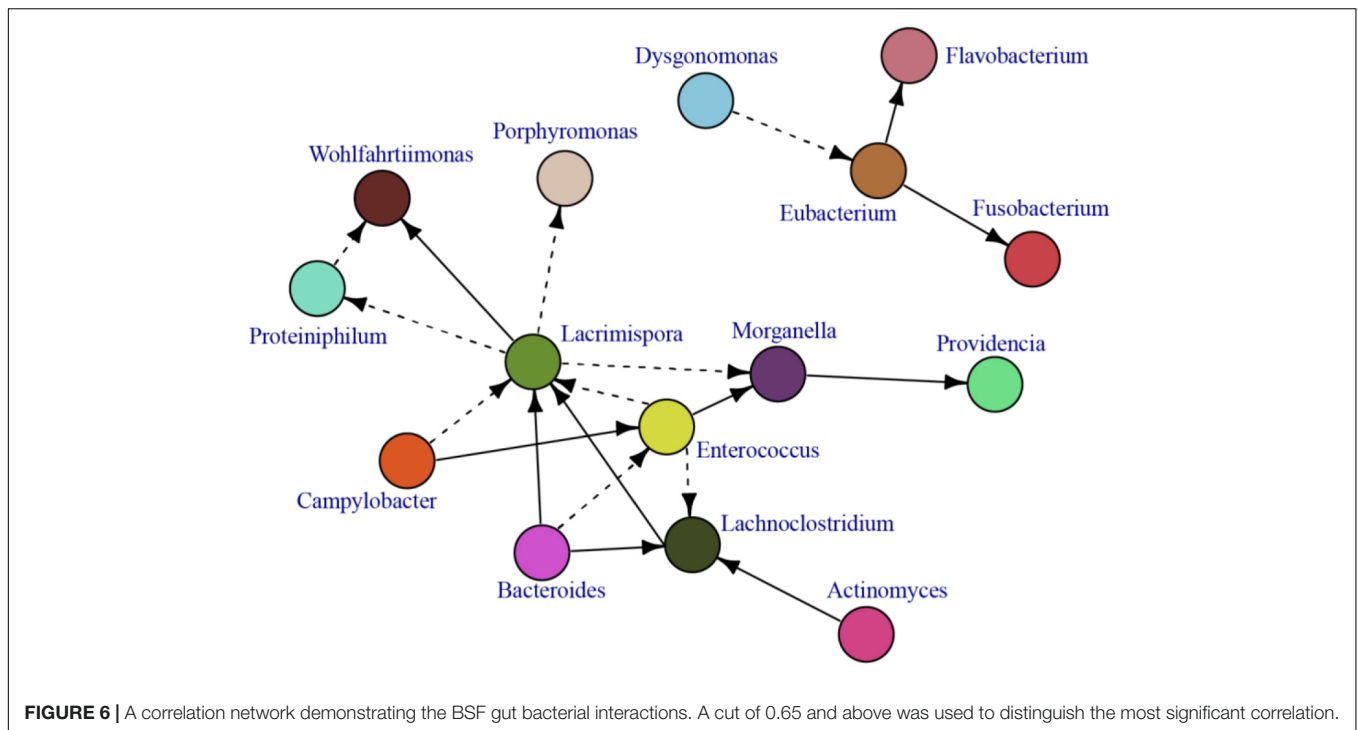 Flavobacterium
Dysgonomonas
Porphyromonas
Wohlfahrtiimonas
Eubacterium
Fusobacterium
Proteiniphilum
Lacrimispora
Morganella
Providencia
Enterococcus
Campylobacter
Lachnoclostridium
Bacteroides
Actinomyces
FIGURE 6 | A correlation network demonstrating the BSF gut bacterial interactions. A cut of 0.65 and above was used to distinguish the most significant correlation.